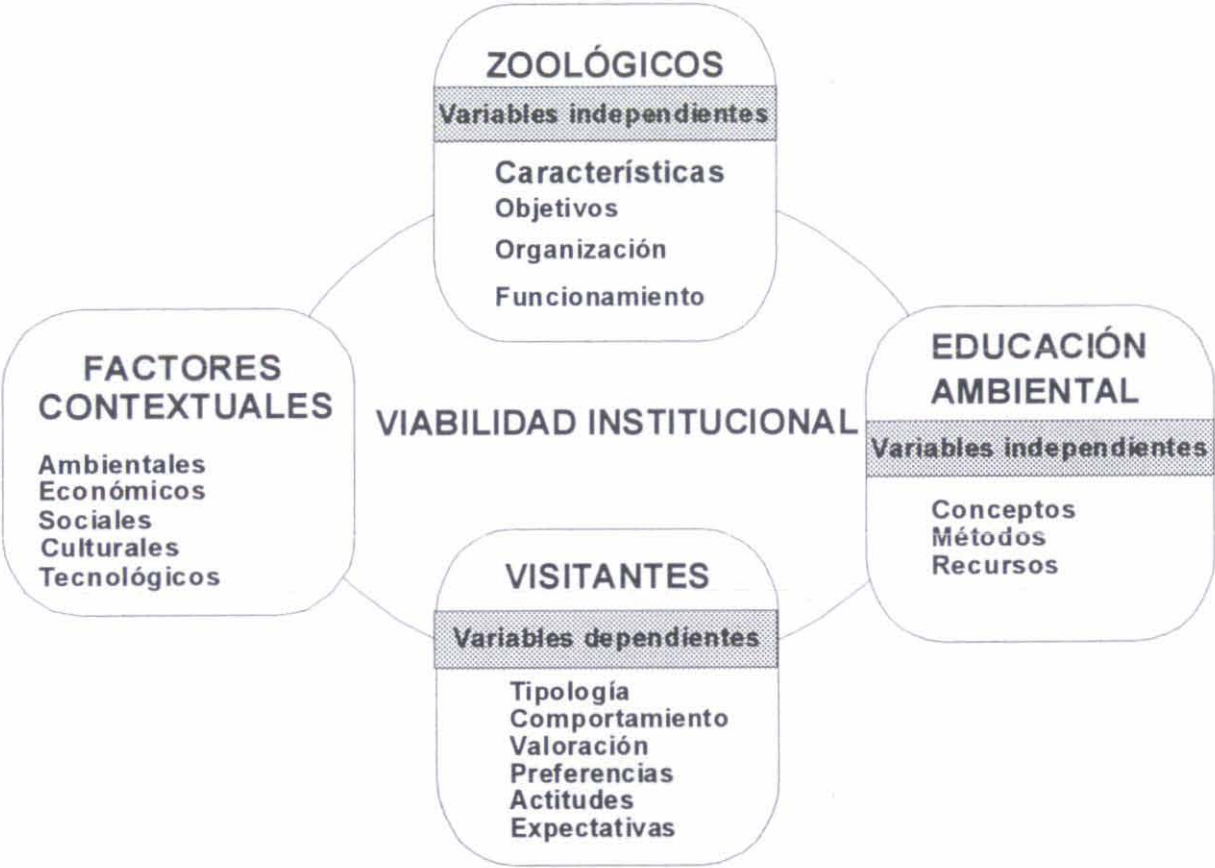 ZOOLÓGICOS
Variables independientes
Características
Objetivos
Organización
Funcionamiento
FACTORES
CONTEXTUALES
Ambientales
Económicos
Sociales
Culturales
Tecnológicos
VIABILIDAD INSTITUCIONAL
EDUCACIÓN
AMBIENTAL
Variables independientes
Conceptos
Métodos
Recursos
VISITANTES
Variables dependientes
Tipología
Comportamiento
Valoración
Preferencias
Actitudes
Expectativas